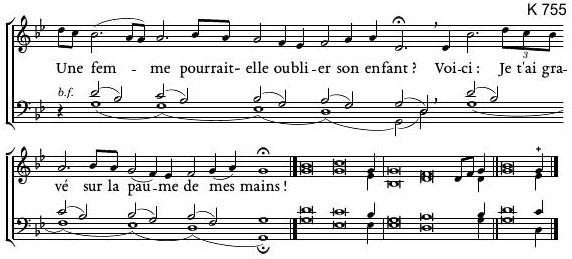 K 755
Une fem - me pourrait-elle oubli-er son enfant ? Voi-ci : Je t'ai gra-
b.f.
3
vé sur la pau-me de mes mains !